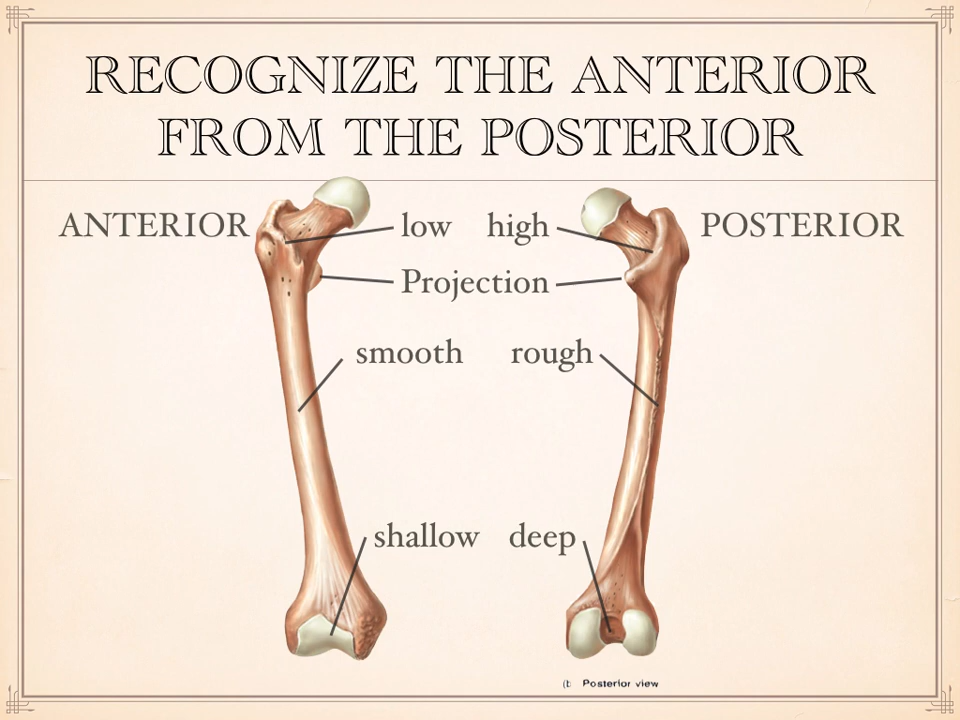 RECOGNIZE THE ANTERIOR
FROM THE POSTERIOR
ANTERIOR low high POSTERIOR
Projection
smooth rough
shallow deep
(b Posterior view